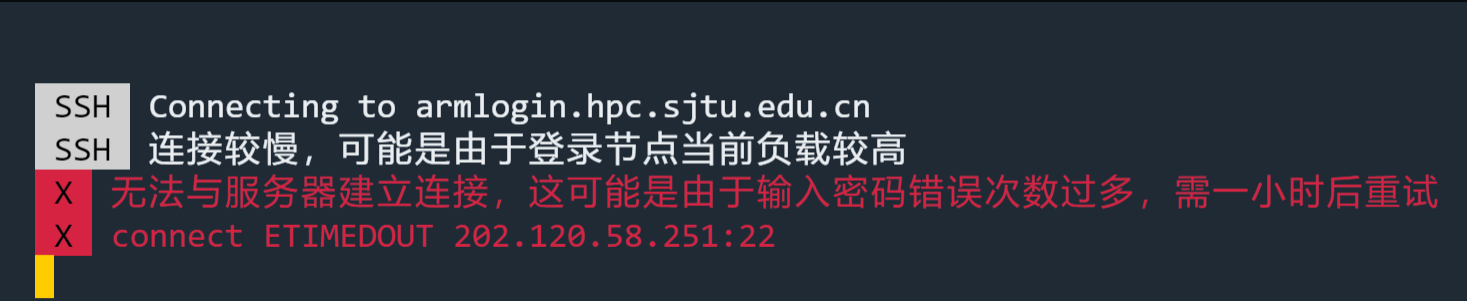 SSH Connecting to armlogin.hpc.sjtu.edu.cn
SSH 连接较慢，可能是由于登录节点当前负载较高
X 无法与服务器建立连接，这可能是由于输入密码错误次数过多，需一小时后重试
X connect ETIMEDOUT 202.120.58.251:22